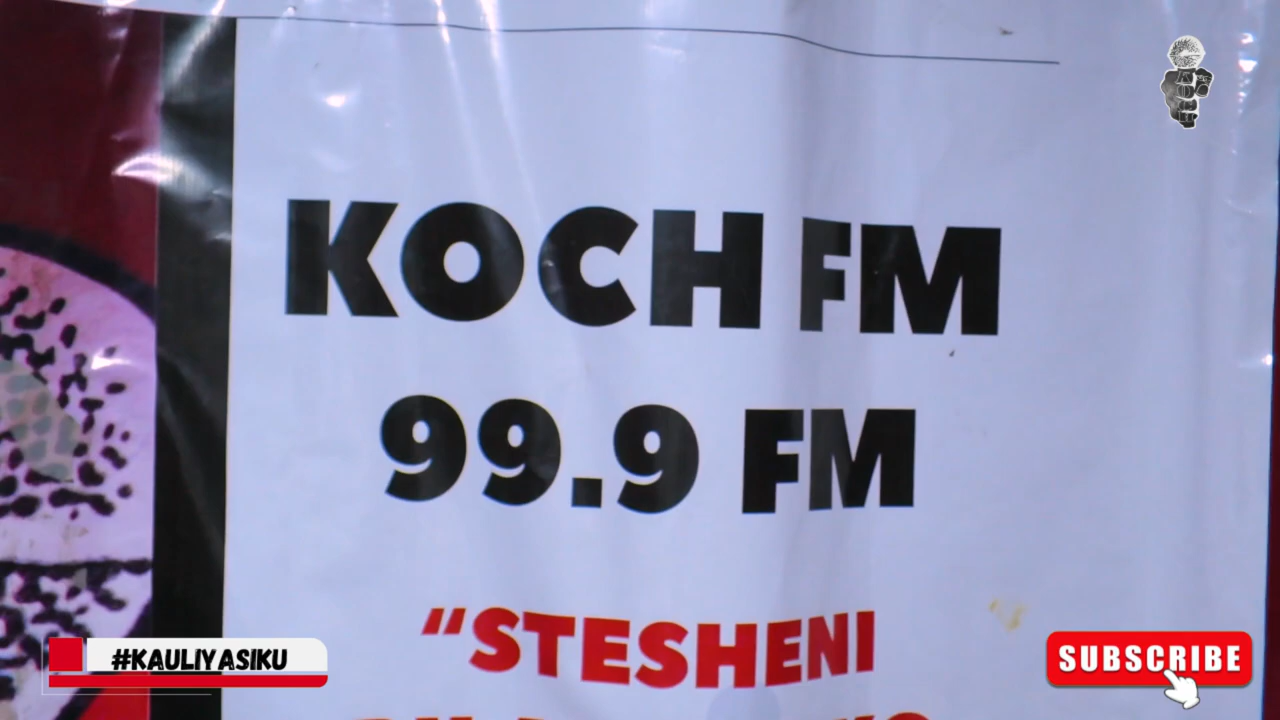 KOCH FM
99.9 FM
“STESHENI
#KAULIYASIKU
SUBSCRIBE